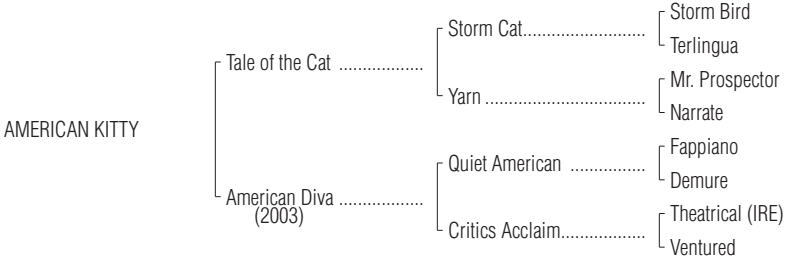 Storm Bird
Storm Cat..........................
Terlingua
Tale of the Cat ..................
Mr. Prospector
Yarn ..................................
Narrate
AMERICAN KITTY
Fappiano
Quiet American ................
Demure
American Diva ..................
(2003)
Theatrical (IRE)
Critics Acclaim..................
Ventured